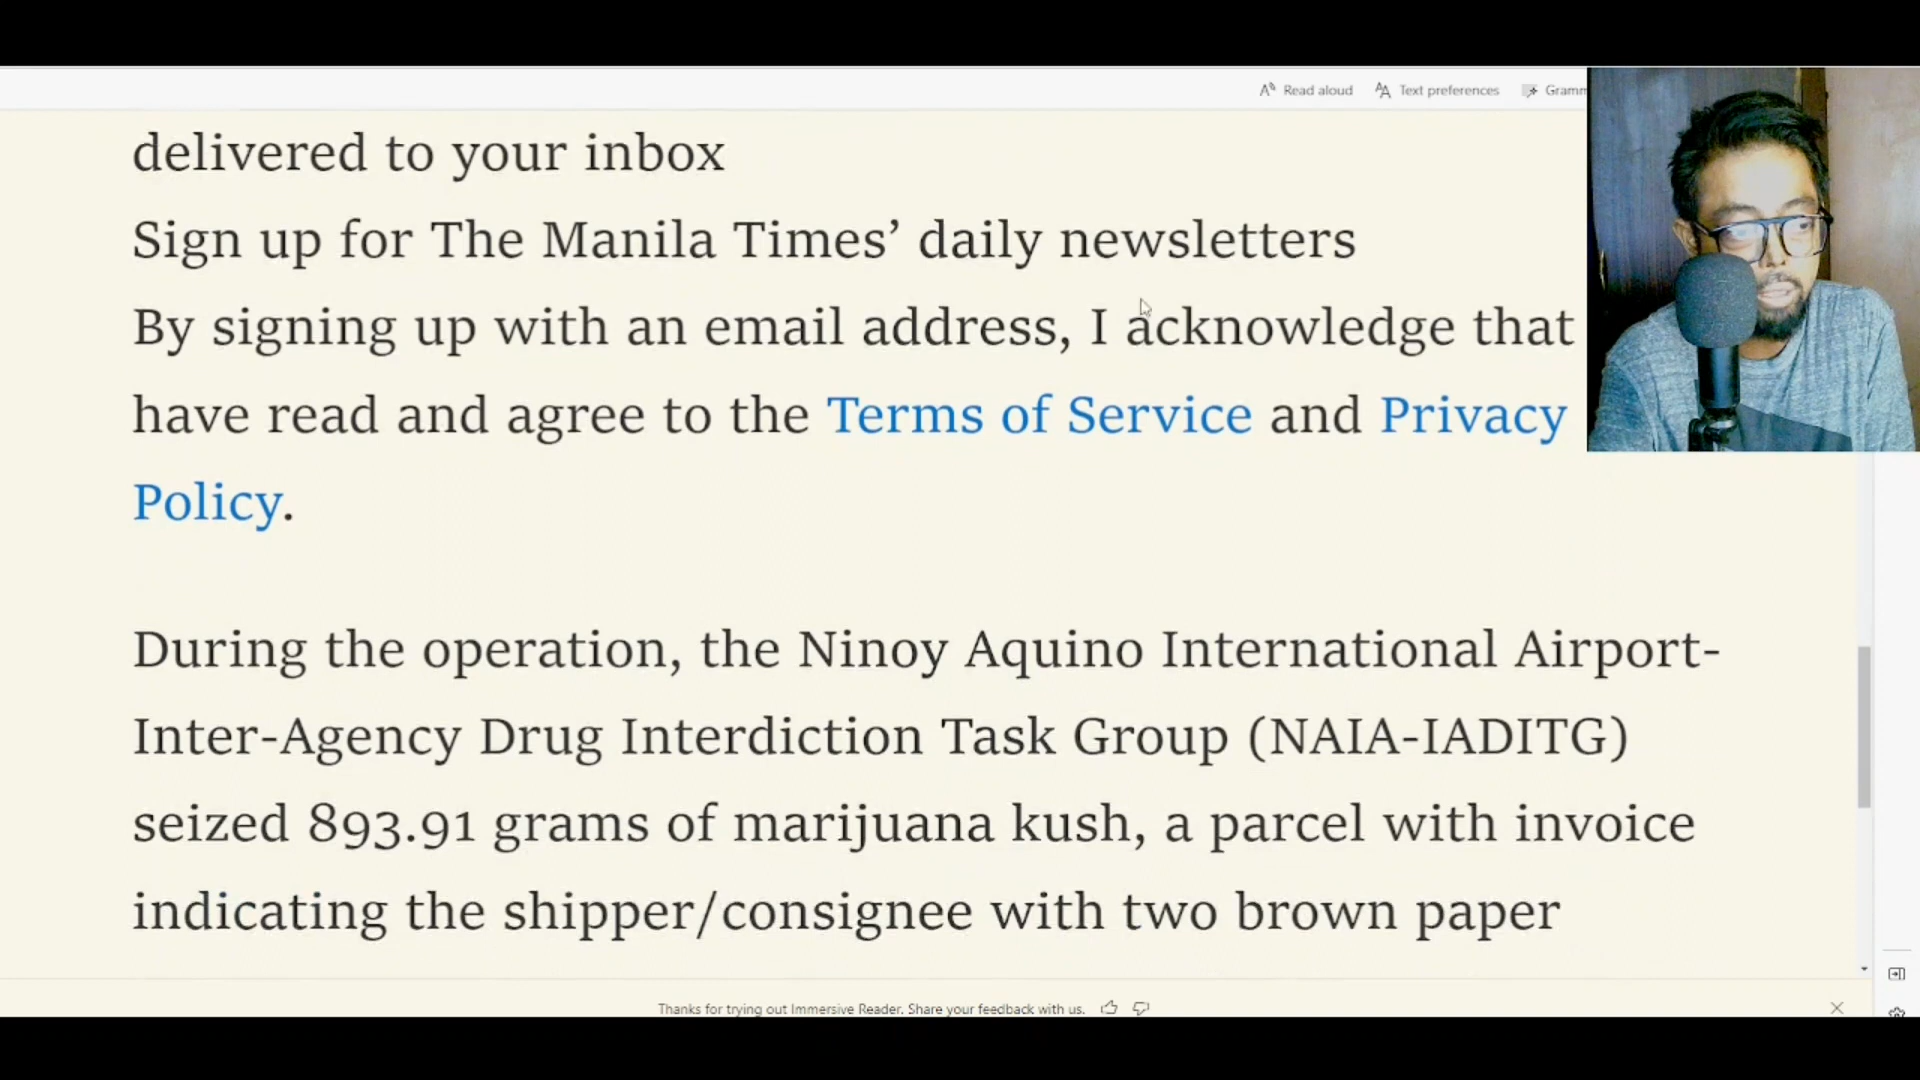 Read aloud
Text preferences
Gramm
delivered to your inbox
Sign up for The Manila Times’ daily newsletters
By signing up with an email address, I acknowledge that
have read and agree to the Terms of Service and Privacy
Policy.
During the operation, the Ninoy Aquino International Airport-
Inter-Agency Drug Interdiction Task Group (NAIA-IADITG)
seized 893.91 grams of marijuana kush, a parcel with invoice
indicating the shipper/consignee with two brown paper
Thanks for trying out Immersive Reader. Share your feedback with us.